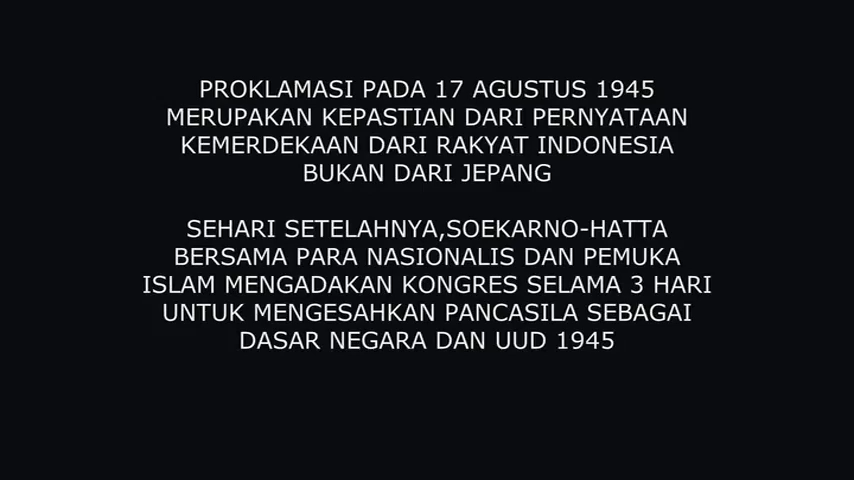 PROKLAMASI PADA 17 AGUSTUS 1945
MERUPAKAN KEPASTIAN DARI PERNYATAAN
KEMERDEKAAN DARI RAKYAT INDONESIA
BUKAN DARI JEPANG
SEHARI SETELAHNYA,SOEKARNO-HATTA
BERSAMA PARA NASIONALIS DAN PEMUKA
ISLAM MENGADAKAN KONGRES SELAMA 3 HARI
UNTUK MENGESAHKAN PANCASILA SEBAGAI
DASAR NEGARA DAN UUD 1945